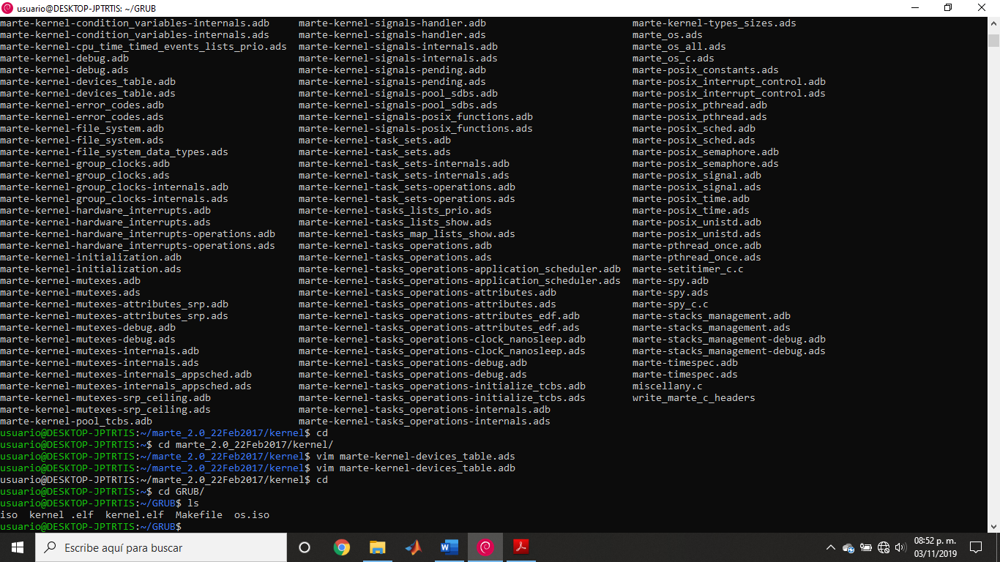 usuario@DESKTOP-JPTRTIS: ~/GRUB
marte-kernel-condition_variables-internals.adb marte-kernel-signals-handler.adb marte-kernel-types_sizes.ads
marte-kernel-condition_variables-internals.ads marte-kernel-signals-handler.ads marte_os.ads
marte-kernel-cpu_time_timed_events_lists_prio.ads marte-kernel-signals-internals.adb marte_os_all.ads
marte-kernel-debug.adb marte-kernel-signals-internals.ads marte_os_c.ads
marte-kernel-debug.ads marte-kernel-signals-pending.adb marte-posix_constants.ads
marte-kernel-devices_table.adb marte-kernel-signals-pending.ads marte-posix_interrupt_control.adb
marte-kernel-devices_table.ads marte-kernel-signals-pool_sdbs.adb marte-posix_interrupt_control.ads
marte-kernel-error_codes.adb marte-kernel-signals-pool_sdbs.ads marte-posix_pthread.adb
marte-kernel-error_codes.ads marte-kernel-signals-posix_functions.adb marte-posix_pthread.ads
marte-kernel-file_system.adb marte-kernel-signals-posix_functions.ads marte-posix_sched.adb
marte-kernel-file_system.ads marte-kernel-task_sets.adb marte-posix_sched.ads
marte-kernel-file_system_data_types.ads marte-kernel-task_sets.ads marte-posix_semaphore.adb
marte-kernel-group_clocks.adb marte-kernel-task_sets-internals.adb marte-posix_semaphore.ads
marte-kernel-group_clocks.ads marte-kernel-task_sets-internals.ads marte-posix_signal.adb
marte-kernel-group_clocks-internals.adb marte-kernel-task_sets-operations.adb marte-posix_signal.ads
marte-kernel-group_clocks-internals.ads marte-kernel-task_sets-operations.ads marte-posix_time.adb
marte-kernel-hardware_interrupts.adb marte-kernel-tasks_lists_prio.ads marte-posix_time.ads
marte-kernel-hardware_interrupts.ads marte-kernel-tasks_lists_show.ads marte-posix_unistd.adb
marte-kernel-hardware_interrupts-operations.adb marte-kernel-tasks_map_lists_show.ads marte-posix_unistd.ads
marte-kernel-hardware_interrupts-operations.ads marte-kernel-tasks_operations.adb marte-pthread_once.adb
marte-kernel-initialization.adb marte-kernel-tasks_operations.ads marte-pthread_once.ads
marte-kernel-initialization.ads marte-kernel-tasks_operations-application_scheduler.adb marte-setitimer_c.c
marte-kernel-mutexes.adb marte-kernel-tasks_operations-application_scheduler.ads marte-spy.adb
marte-kernel-mutexes.ads marte-kernel-tasks_operations-attributes.adb marte-spy.ads
marte-kernel-mutexes-attributes_srp.adb marte-kernel-tasks_operations-attributes.ads marte-spy_c.c
marte-kernel-mutexes-attributes_srp.ads marte-kernel-tasks_operations-attributes_edf.adb marte-stacks_management.adb
marte-kernel-mutexes-debug.adb marte-kernel-tasks_operations-attributes_edf.ads marte-stacks_management.ads
marte-kernel-mutexes-debug.ads marte-kernel-tasks_operations-clock_nanosleep.adb marte-stacks_management-debug.adb
marte-kernel-mutexes-internals.adb marte-kernel-tasks_operations-clock_nanosleep.ads marte-stacks_management-debug.ads
marte-kernel-mutexes-internals.ads marte-kernel-tasks_operations-debug.adb marte-timespec.adb
marte-kernel-mutexes-internals_appsched.adb marte-kernel-tasks_operations-debug.ads marte-timespec.ads
marte-kernel-mutexes-internals_appsched.ads marte-kernel-tasks_operations-initialize_tcbs.adb miscellany.c
marte-kernel-mutexes-srp_ceiling.adb marte-kernel-tasks_operations-initialize_tcbs.ads write_marte_c_headers
marte-kernel-mutexes-srp_ceiling.ads marte-kernel-tasks_operations-internals.adb
marte-kernel-pool_tcbs.adb marte-kernel-tasks_operations-internals.ads
usuario@DESKTOP-JPTRTIS:~/marte_2.0_22Feb2017/kernel$ cd
usuario@DESKTOP-JPTRTIS:~$ cd marte_2.0_22Feb2017/kernel/
usuario@DESKTOP-JPTRTIS:~/marte_2.0_22Feb2017/kernel$ vim marte-kernel-devices_table.ads
usuario@DESKTOP-JPTRTIS:~/marte_2.0_22Feb2017/kernel$ vim marte-kernel-devices_table.adb
usuario@DESKTOP-JPTRTIS:~/marte_2.0_22Feb2017/kernel$ cd
usuario@DESKTOP-JPTRTIS:~$ cd GRUB/
usuario@DESKTOP-JPTRTIS:~/GRUB$ ls
iso kernel .elf kernel.elf Makefile os.iso
usuario@DESKTOP-JPTRTIS:~/GRUB$
Escribe aquí para buscar
08:52 p. m.
03/11/2019